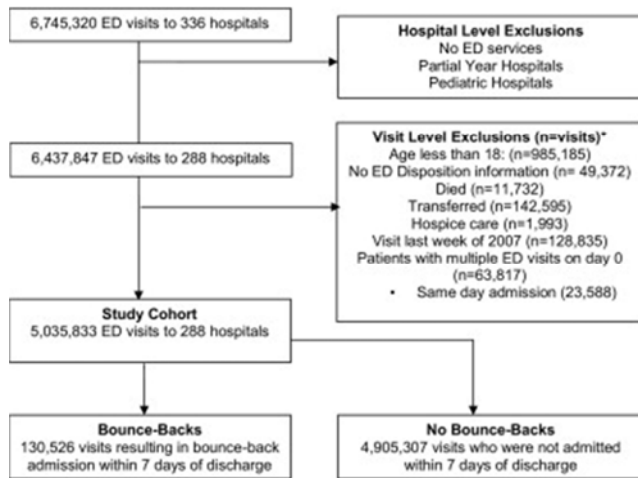 6,745,320 ED visits to 336 hospitals
Hospital Level Exclusions
No ED services
Partial Year Hospitals
Pediatric Hospitals
6,437,847 ED visits to 288 hospitals
Visit Level Exclusions (n=visits)*
Age less than 18: (n=985,185)
No ED Disposition information (n= 49,372)
Died (n=11,732)
Transferred (n=142,595)
Hospice care (n=1,993)
Visit last week of 2007 (n=128,835)
Patients with multiple ED visits on day 0
(n=63,817)
• Same day admission (23,588)
Study Cohort
5,035,833 ED visits to 288 hospitals
Bounce-Backs
130,526 visits resulting in bounce-back
admission within 7 days of discharge
No Bounce-Backs
4,905,307 visits who were not admitted
within 7 days of discharge